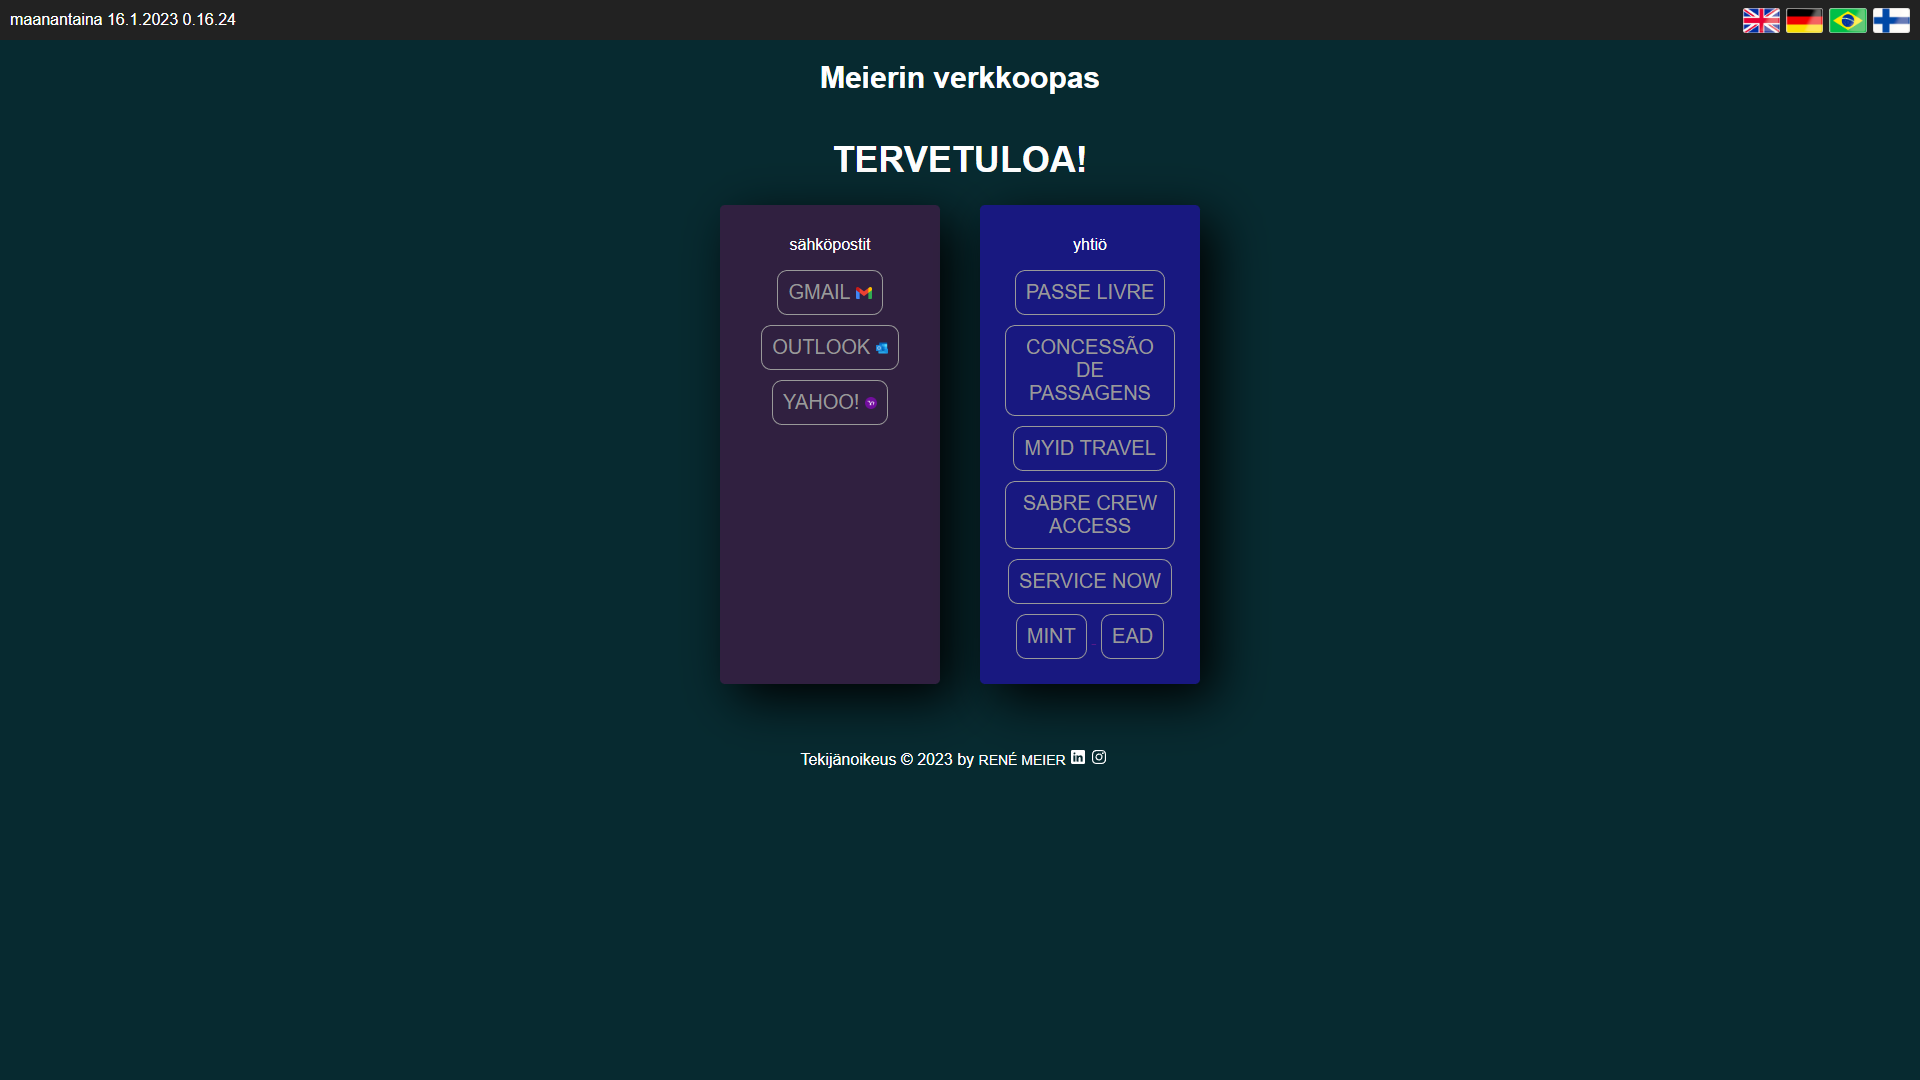 maanantaina 16.1.2023 0.16.24
Meierin verkkoopas
TERVETULOA!
sähköpostit
GMAIL
OUTLOOK
YAHOO!
yhtiö
PASSE LIVRE
CONCESSÃO
DE
PASSAGENS
MYID TRAVEL
SABRE CREW
ACCESS
SERVICE NOW
MINT EAD
Tekijänoikeus © 2023 by RENÉ MEIER